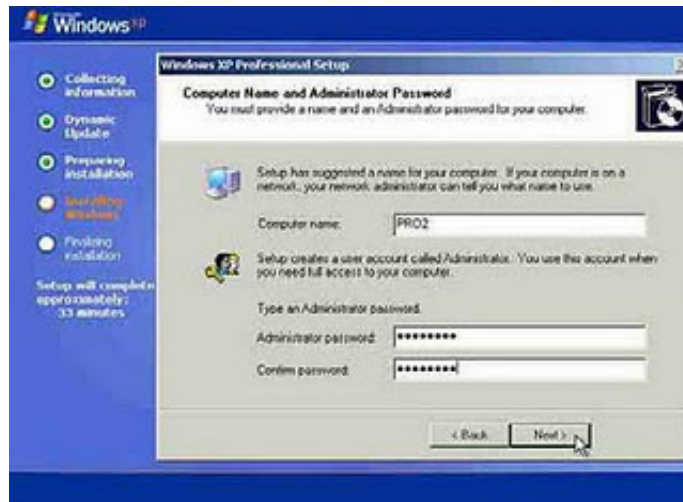 Windows xp
Collecting
information
Dynamic
Update
Preparing
installation
Installing
Windows
Finalizing
installation
Setup will complete
approximately:
33 minutes
Windows XP Professional Setup
Computer Name and Administrator Password
You must provide a name and an Administrator password for your computer.
Setup has suggested a name for your computer. If your computer is on a
network, your network administrator can tell you what name to use.
Computer name:
PRO2
Setup creates a user account called Administrator. You use this account when
you need full access to your computer.
Type an Administrator password.
Administrator password:
••••••••
Confirm password:
••••••••
< Back
Next >